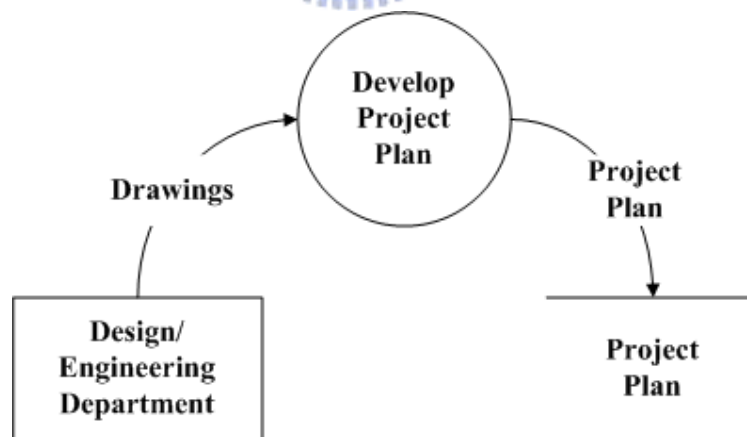 Develop
Project
Plan
Drawings
Project
Plan
Design/
Engineering
Department
Project
Plan